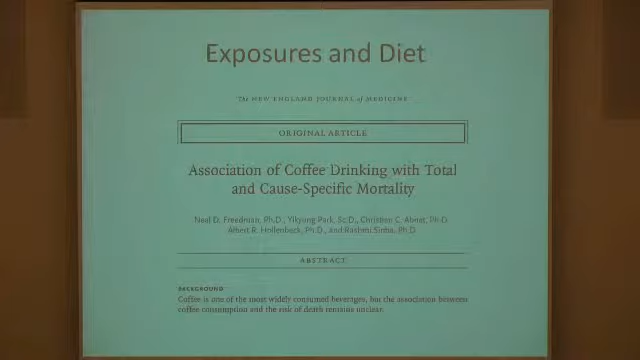 Exposures and Diet
The NEW ENGLAND JOURNAL of MEDICINE
ORIGINAL ARTICLE
Association of Coffee Drinking with Total
and Cause-Specific Mortality
Neal D. Freedman, Ph.D., Yikyung Park, Sc.D., Christian C. Abnet, Ph.D.
Albert R. Hollenbeck, Ph.D., and Rashmi Sinha, Ph.D.
ABSTRACT
BACKGROUND
Coffee is one of the most widely consumed beverages, but the association between
coffee consumption and the risk of death remains unclear.